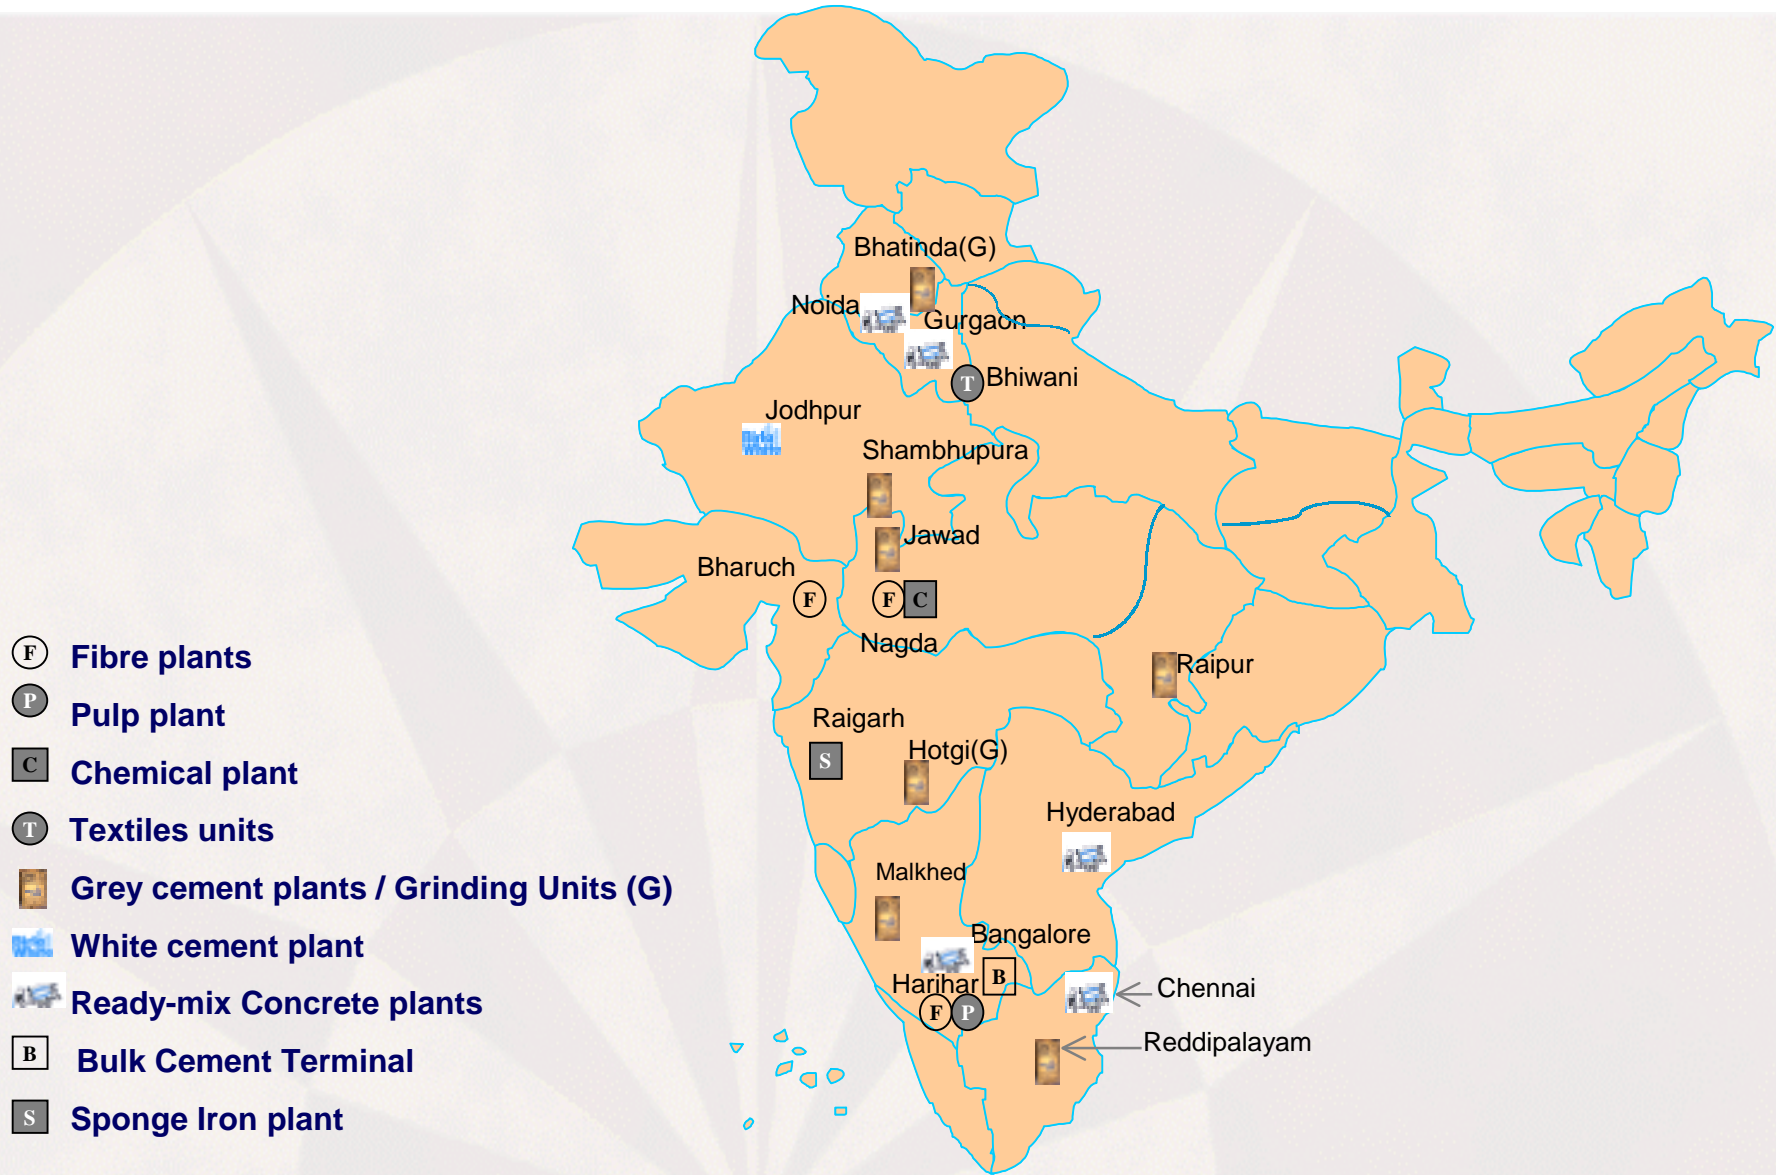 Bhatinda(G)
Noida
Gurgaon
T Bhiwani
Jodhpur
Shambhupura
Jawad
Bharuch
F
F C
Nagda
Raipur
Raigarh
S
Hotgi(G)
Hyderabad
Malkhed
Bangalore
B
Harihar
F P
Chennai
Reddipalayam
F Fibre plants
P Pulp plant
C Chemical plant
T Textiles units
Grey cement plants / Grinding Units (G)
White cement plant
Ready-mix Concrete plants
B Bulk Cement Terminal
S Sponge Iron plant